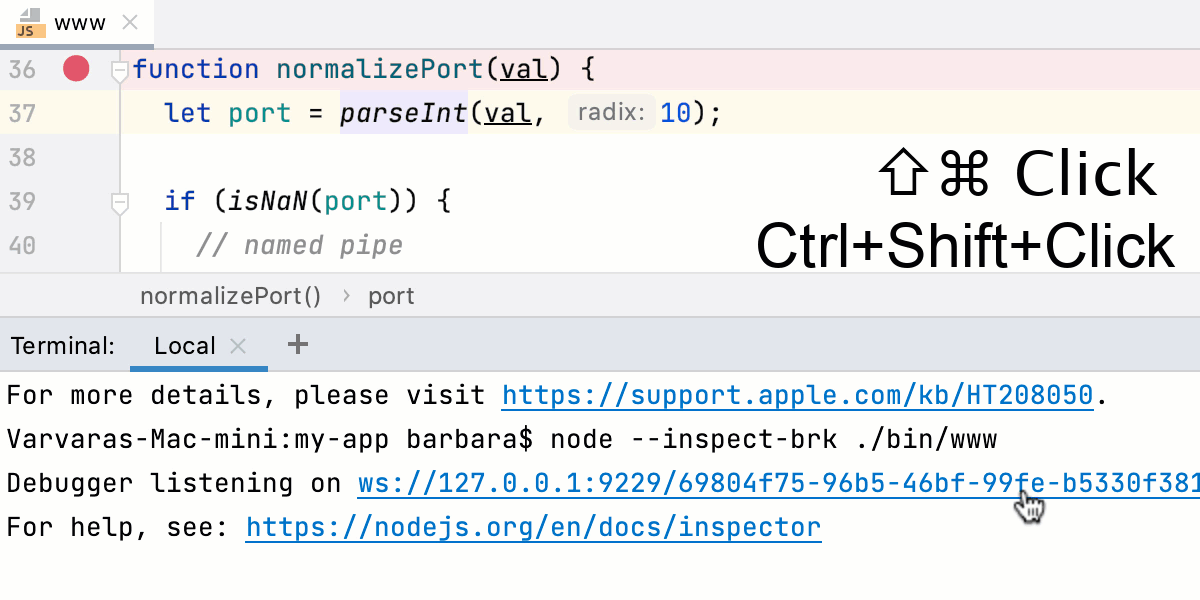 JS www
36 function normalizePort(val) {
37 let port = parseInt(val, radix: 10);
38
39 if (isNaN(port)) {
40 // named pipe
⇧⌘ Click
Ctrl+Shift+Click
normalizePort() › port
Terminal: Local × +
For more details, please visit https://support.apple.com/kb/HT208050.
Varvaras-Mac-mini:my-app barbara$ node --inspect-brk ./bin/www
Debugger listening on ws://127.0.0.1:9229/69804f75-96b5-46bf-99fe-b5330f381
For help, see: https://nodejs.org/en/docs/inspector